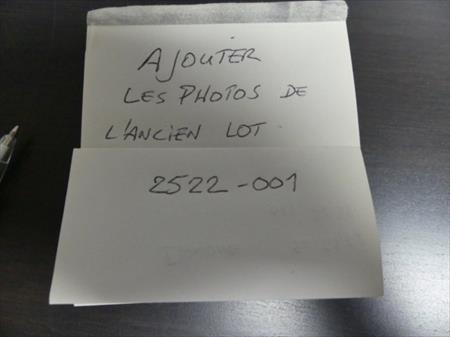 AJOUTER
LES PHOTOS DE
L'ANCIEN LOT
2522-001